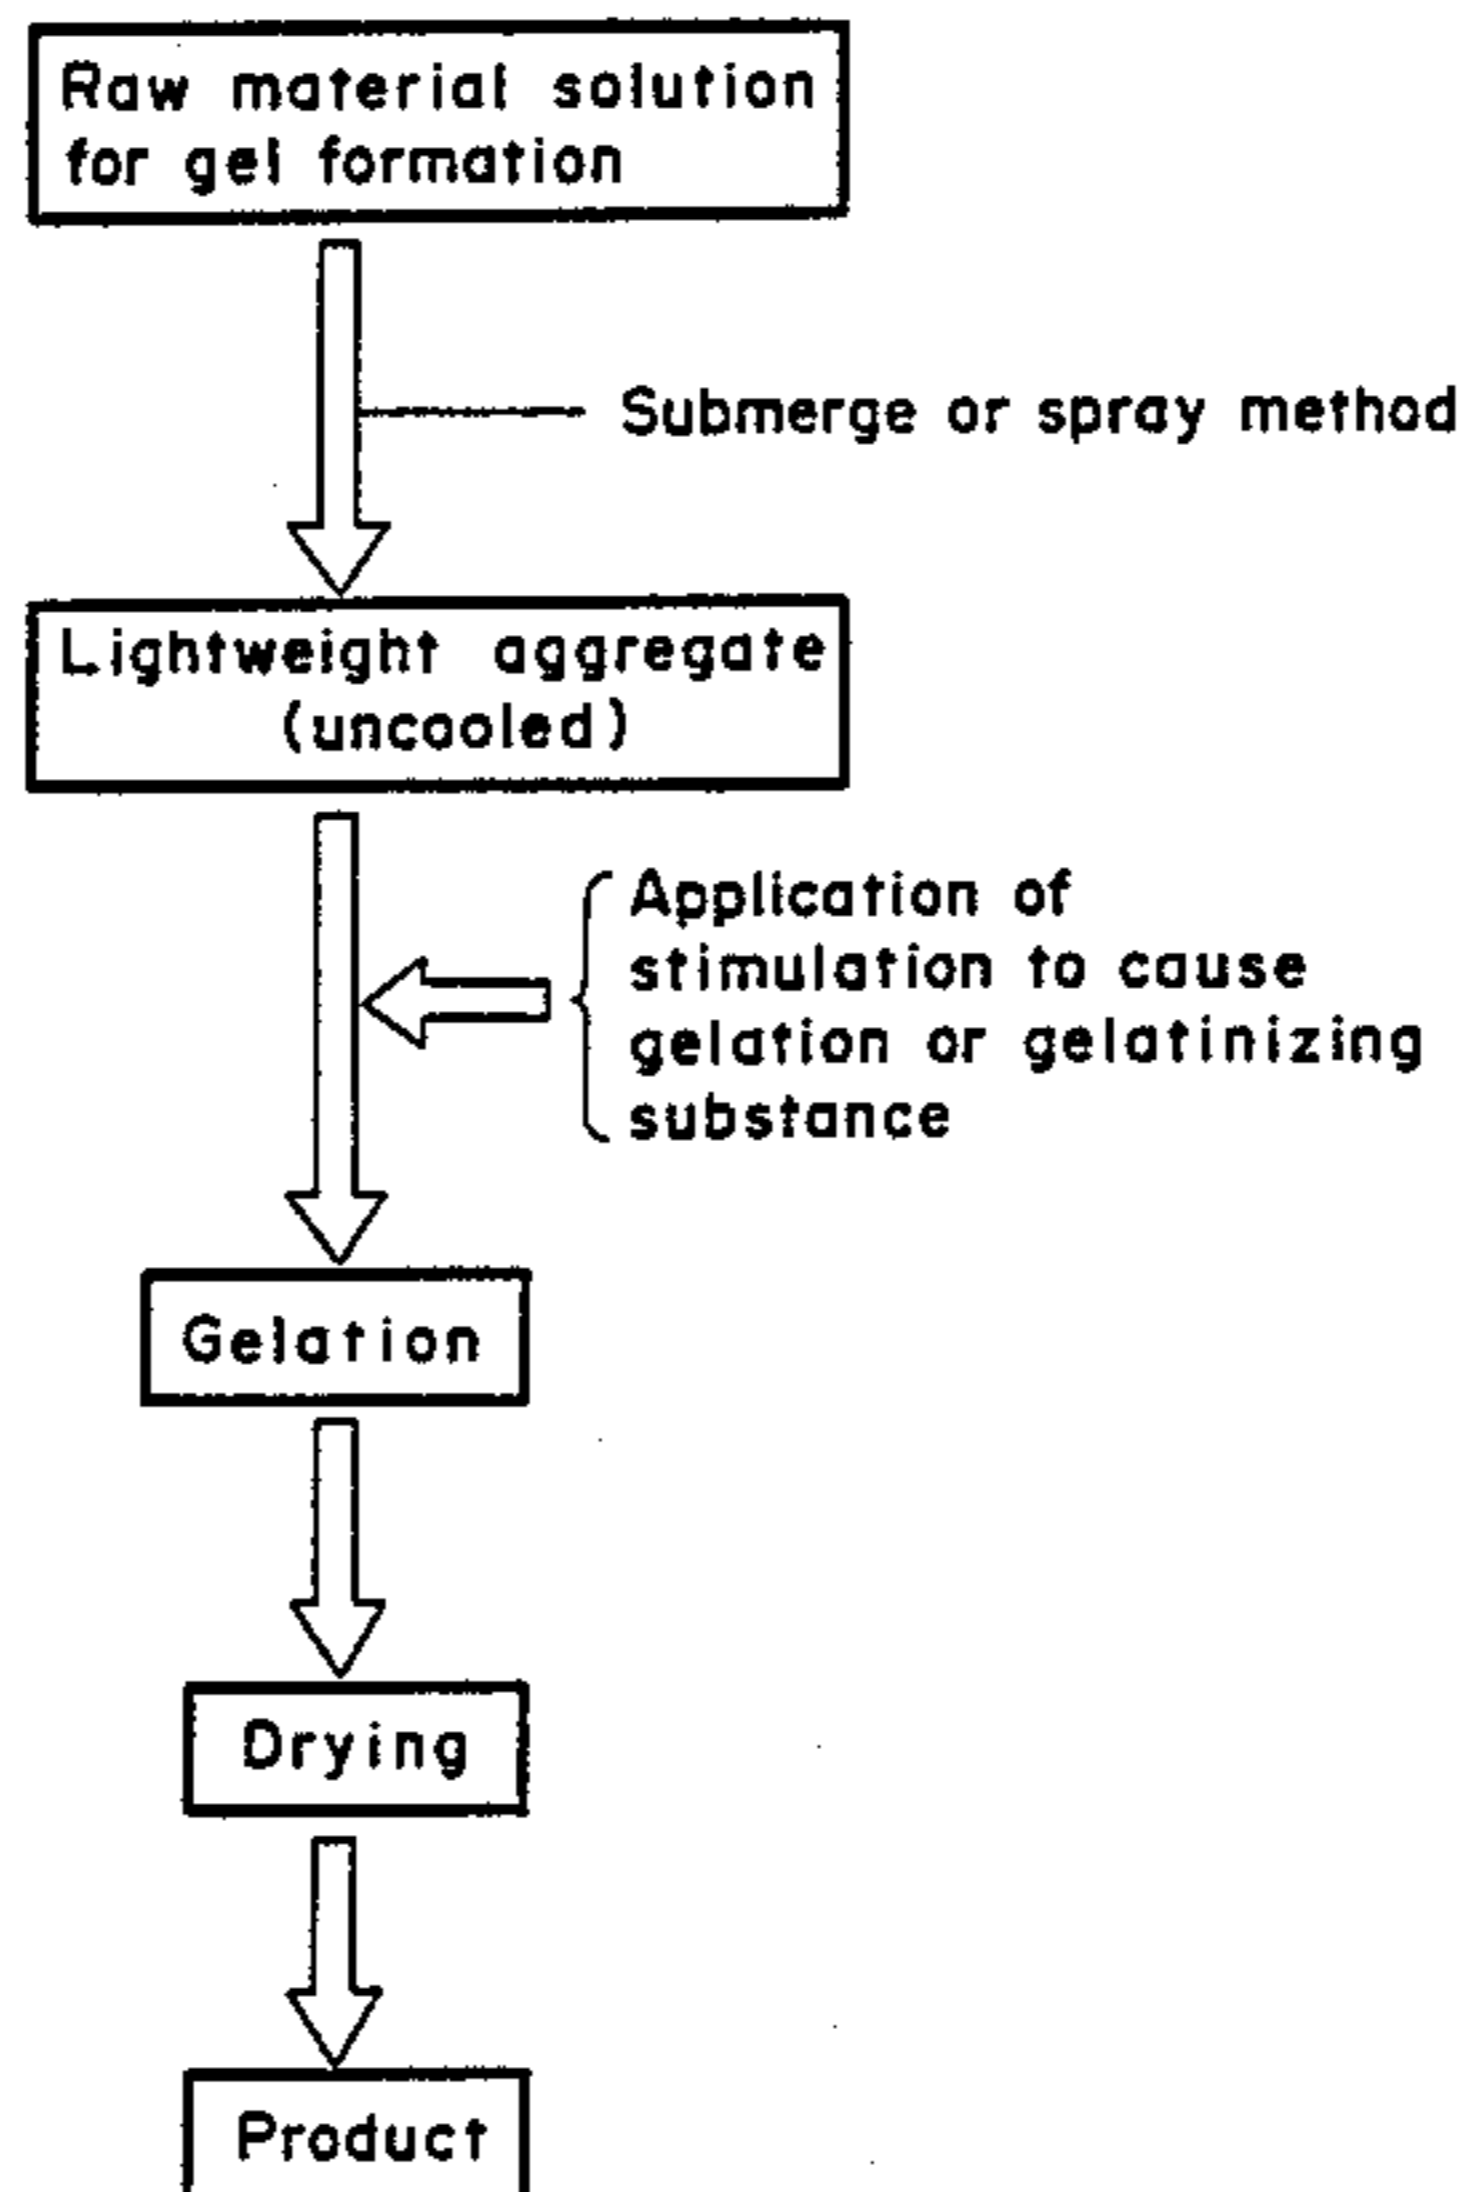 Raw material solution
for gel formation
Submerge or spray method
Lightweight aggregate
(uncooled)
Application of
stimulation to cause
gelation or gelatinizing
substance
Gelation
Drying
Product